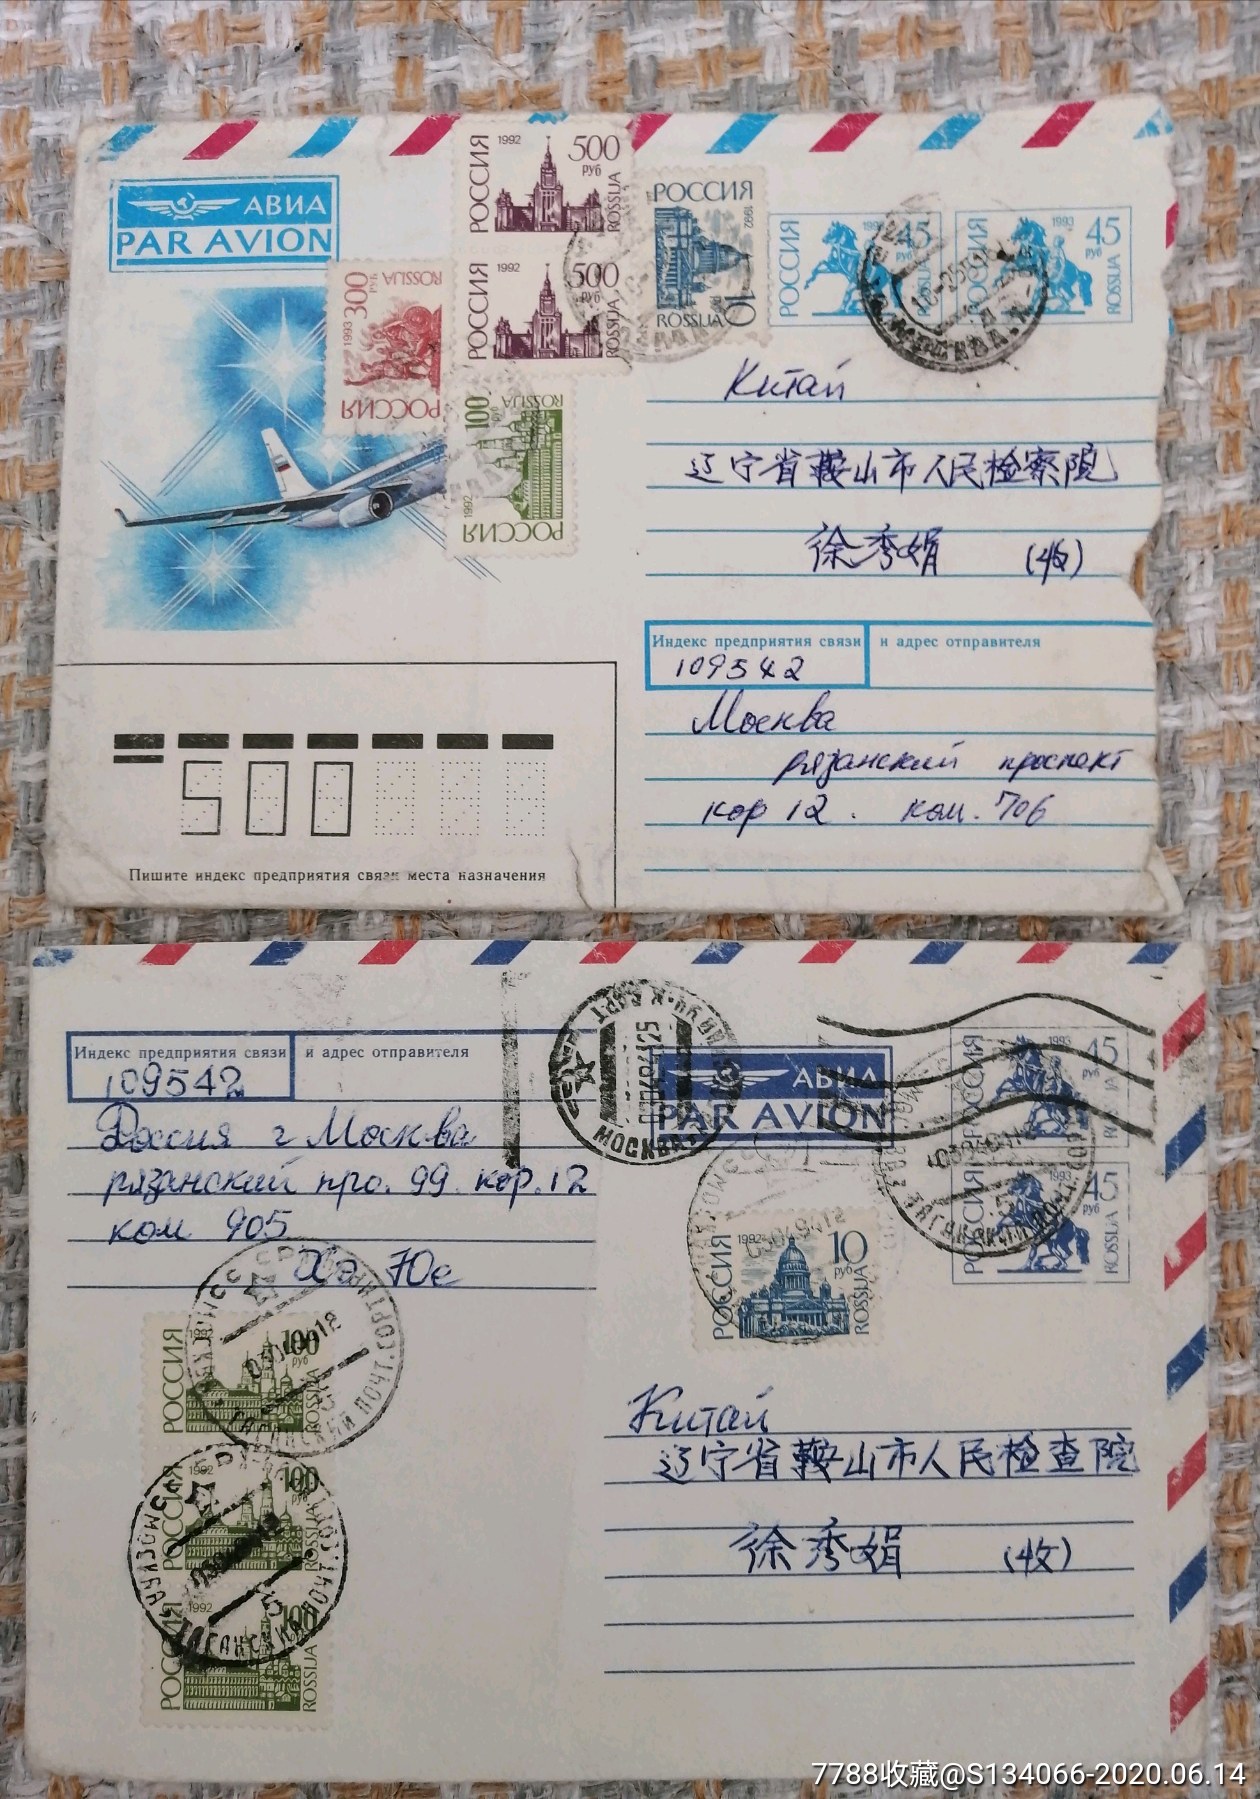 АВИА
PAR AVION
РОССИЯ 1992 500 руб ROSSIJA
РОССИЯ 1992 500 руб ROSSIJA
РОССИЯ 1992 10 руб ROSSIJA
РОССИЯ 1993 45 руб ROSSIJA
РОССИЯ 1993 45 руб ROSSIJA
РОССИЯ 1993 300 руб ROSSIJA
РОССИЯ 1992 100 руб ROSSIJA
Китай
辽宁省鞍山市人民检察院
徐秀娟 (收)
Индекс предприятия связи и адрес отправителя
109542
Москва
рязанский проспект
кор 12. ком. 706
500
Пишите индекс предприятия связи места назначения
Индекс предприятия связи и адрес отправителя
109542
Россия г Москва
рязанский про. 99 кор. 12
ком 905
МОСКВА
АВИА
PAR AVION
РОССИЯ 1993 45 руб ROSSIJA
РОССИЯ 1993 45 руб ROSSIJA
РОССИЯ 1992 10 руб ROSSIJA
РОССИЯ 1992 100 руб ROSSIJA
РОССИЯ 1992 100 ROSSIJA
РОССИЯ 1992 100 ROSSIJA
Китай
辽宁省鞍山市人民检查院
徐秀娟 (收)
7788收藏@S134066-2020.06.14